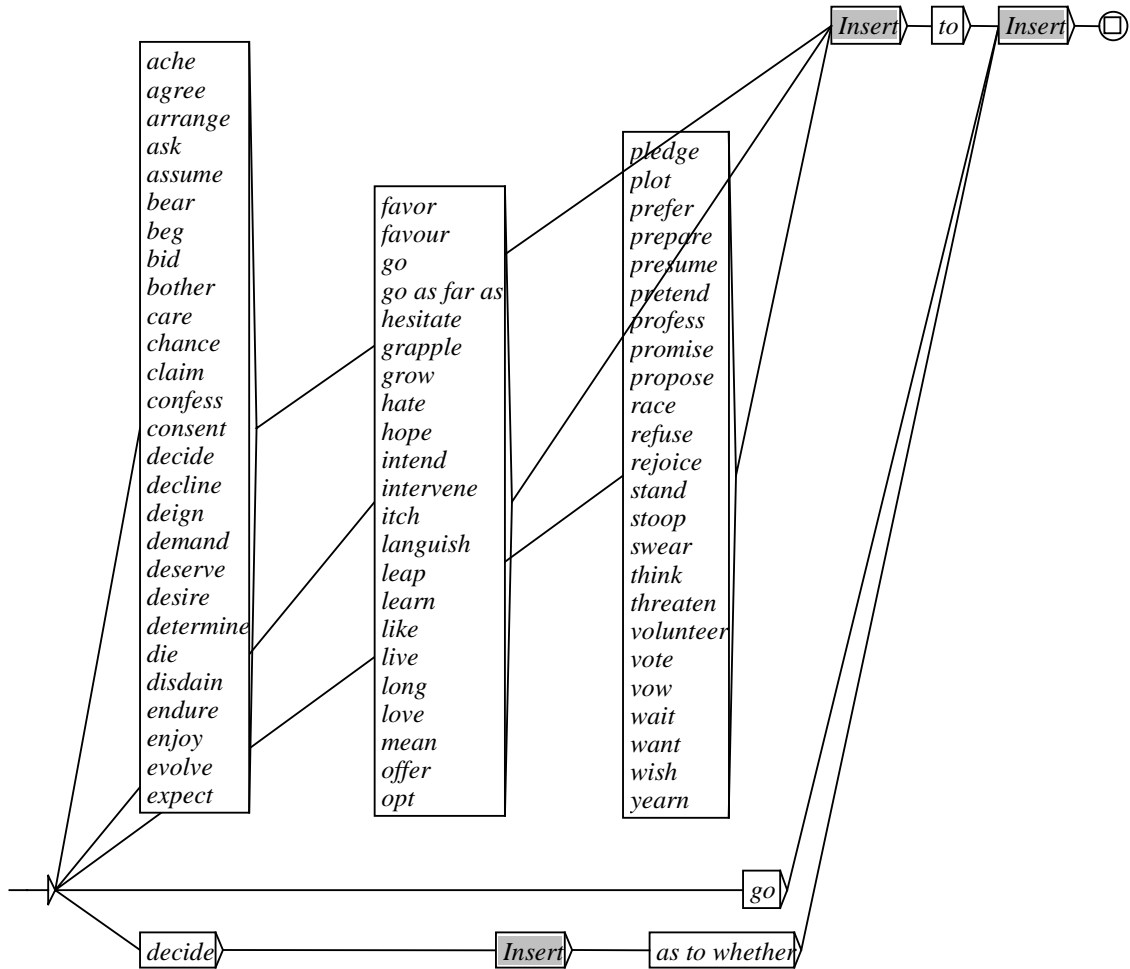 Insert
to
Insert
ache
agree
arrange
ask
assume
bear
beg
bid
bother
care
chance
claim
confess
consent
decide
decline
deign
demand
deserve
desire
determine
die
disdain
endure
enjoy
evolve
expect
favor
favour
go
go as far as
hesitate
grapple
grow
hate
hope
intend
intervene
itch
languish
leap
learn
like
live
long
love
mean
offer
opt
pledge
plot
prefer
prepare
presume
pretend
profess
promise
propose
race
refuse
rejoice
stand
stoop
swear
think
threaten
volunteer
vote
vow
wait
want
wish
yearn
go
decide
Insert
as to whether